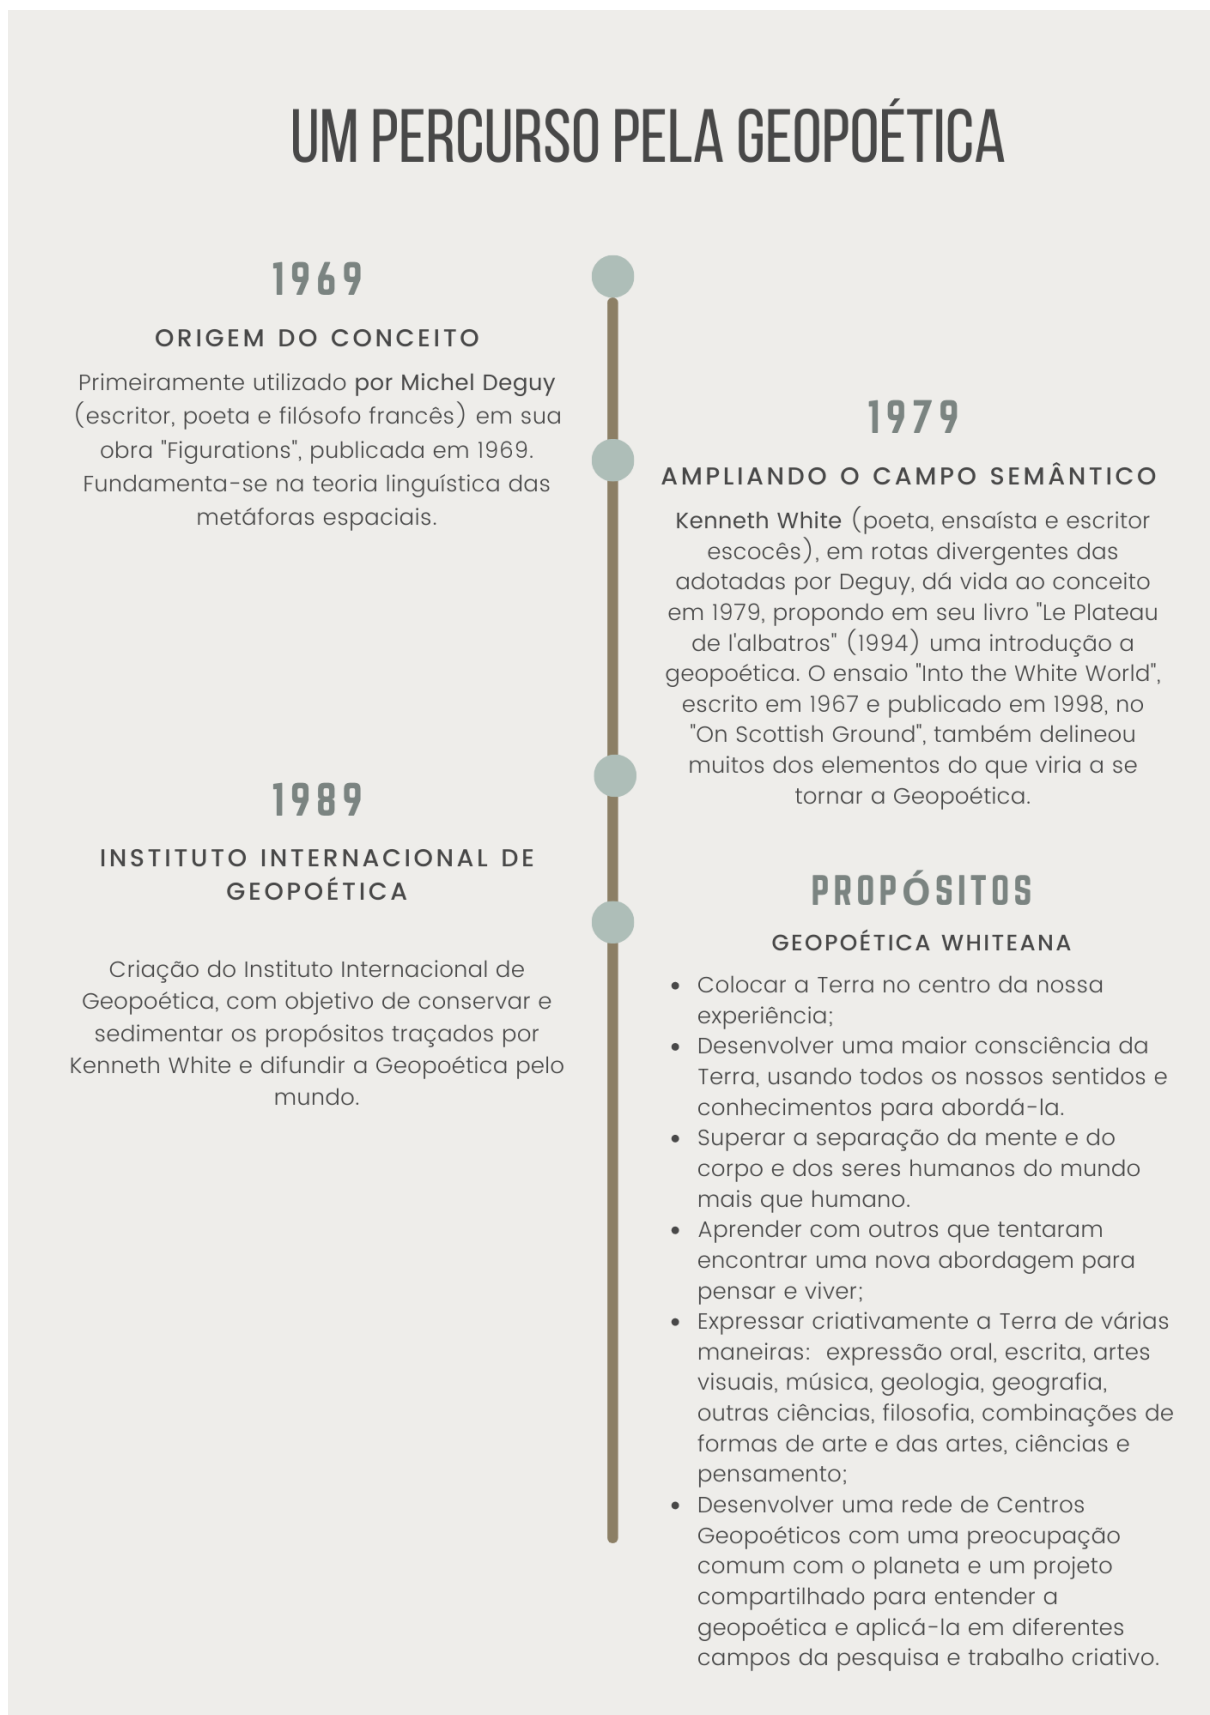 UM PERCURSO PELA GEOPOÉTICA
1969
ORIGEM DO CONCEITO
Primeiramente utilizado por Michel Deguy
(escritor, poeta e filósofo francês) em sua
obra "Figurations", publicada em 1969.
Fundamenta-se na teoria linguística das
metáforas espaciais.
1979
AMPLIANDO O CAMPO SEMÂNTICO
Kenneth White (poeta, ensaísta e escritor
escocês), em rotas divergentes das
adotadas por Deguy, dá vida ao conceito
em 1979, propondo em seu livro "Le Plateau
de l'albatros" (1994) uma introdução a
geopoética. O ensaio "Into the White World",
escrito em 1967 e publicado em 1998, no
"On Scottish Ground", também delineou
muitos dos elementos do que viria a se
tornar a Geopoética.
1989
INSTITUTO INTERNACIONAL DE
GEOPOÉTICA
Criação do Instituto Internacional de
Geopoética, com objetivo de conservar e
sedimentar os propósitos traçados por
Kenneth White e difundir a Geopoética pelo
mundo.
PROPÓSITOS
GEOPOÉTICA WHITEANA
• Colocar a Terra no centro da nossa
experiência;
• Desenvolver uma maior consciência da
Terra, usando todos os nossos sentidos e
conhecimentos para abordá-la.
• Superar a separação da mente e do
corpo e dos seres humanos do mundo
mais que humano.
• Aprender com outros que tentaram
encontrar uma nova abordagem para
pensar e viver;
• Expressar criativamente a Terra de várias
maneiras: expressão oral, escrita, artes
visuais, música, geologia, geografia,
outras ciências, filosofia, combinações de
formas de arte e das artes, ciências e
pensamento;
• Desenvolver uma rede de Centros
Geopoéticos com uma preocupação
comum com o planeta e um projeto
compartilhado para entender a
geopoética e aplicá-la em diferentes
campos da pesquisa e trabalho criativo.